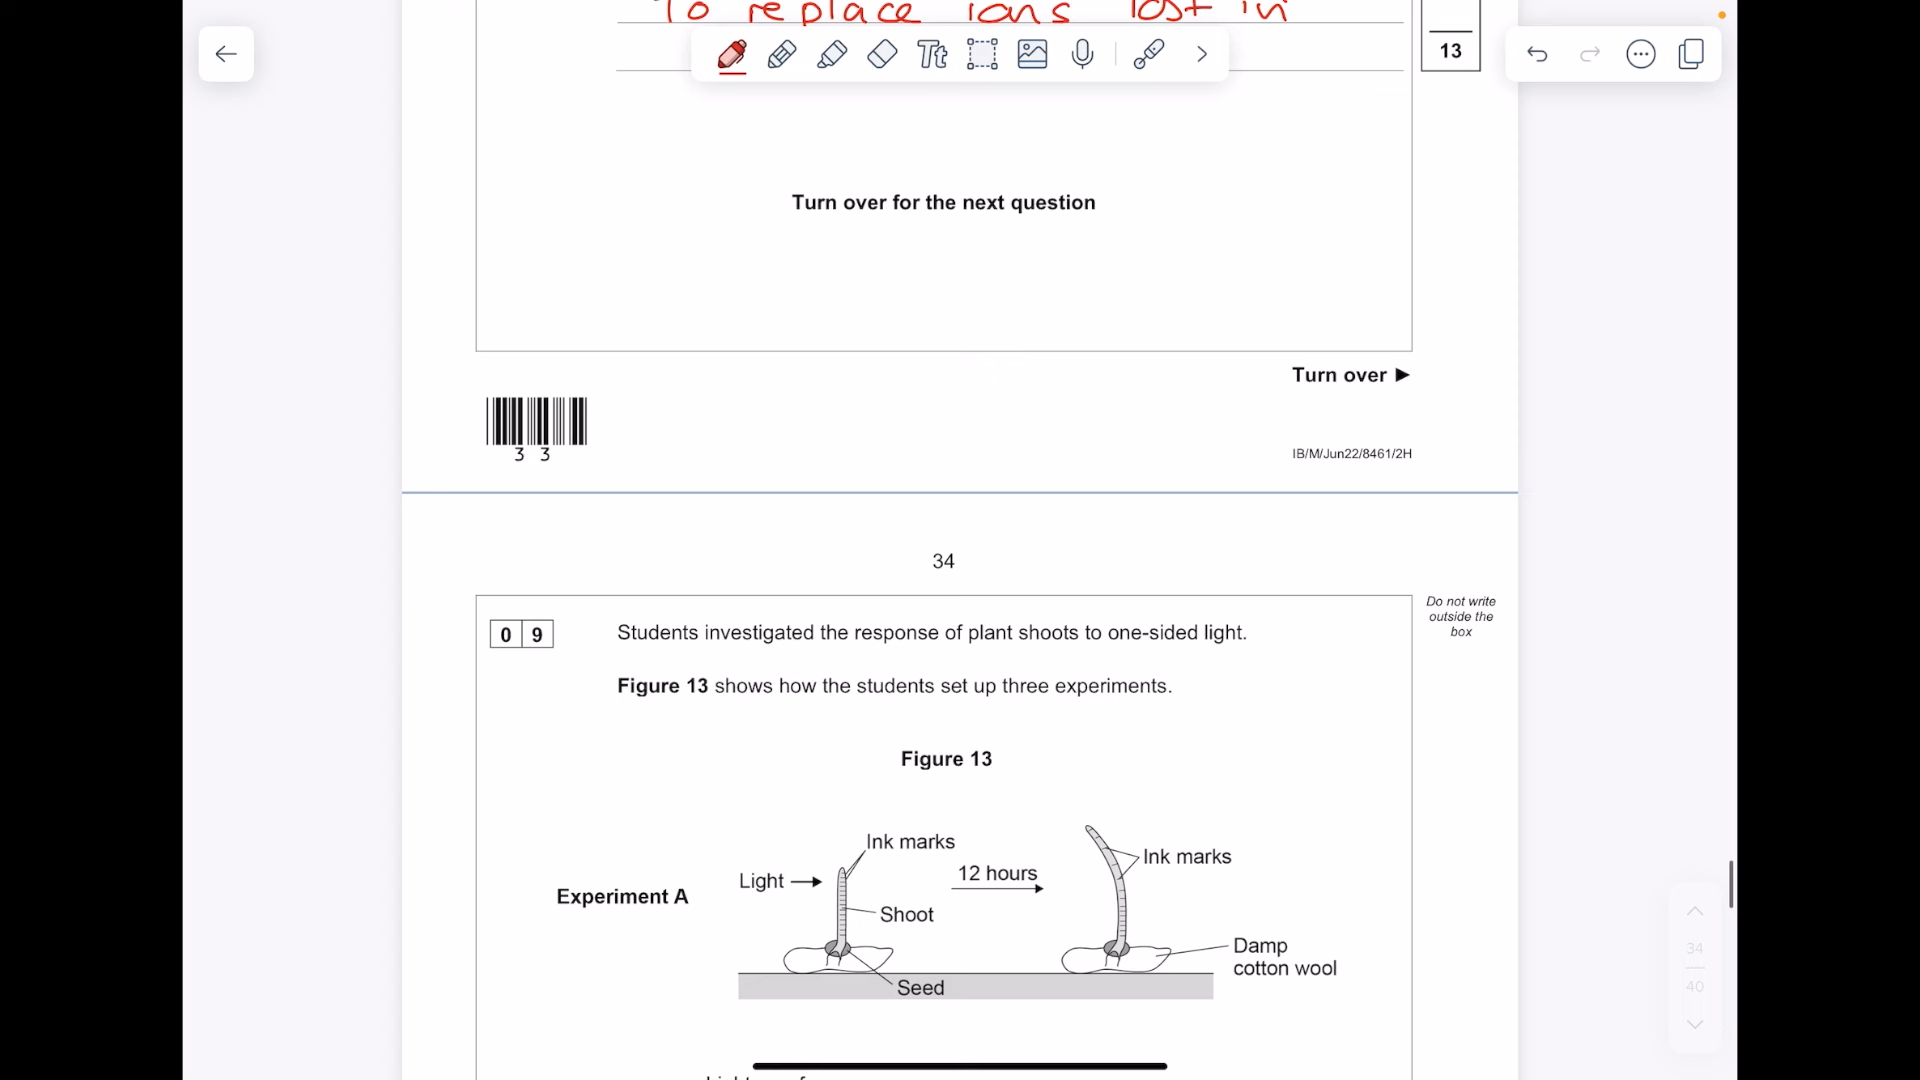 To replace ions lost in
Tt
13
Turn over for the next question
Turn over ►
3 3
IB/M/Jun22/8461/2H
34
Do not write
outside the
box
0 9
Students investigated the response of plant shoots to one-sided light.
Figure 13 shows how the students set up three experiments.
Figure 13
Ink marks
Ink marks
12 hours
Light
Experiment A
Shoot
Damp
cotton wool
Seed
34
40